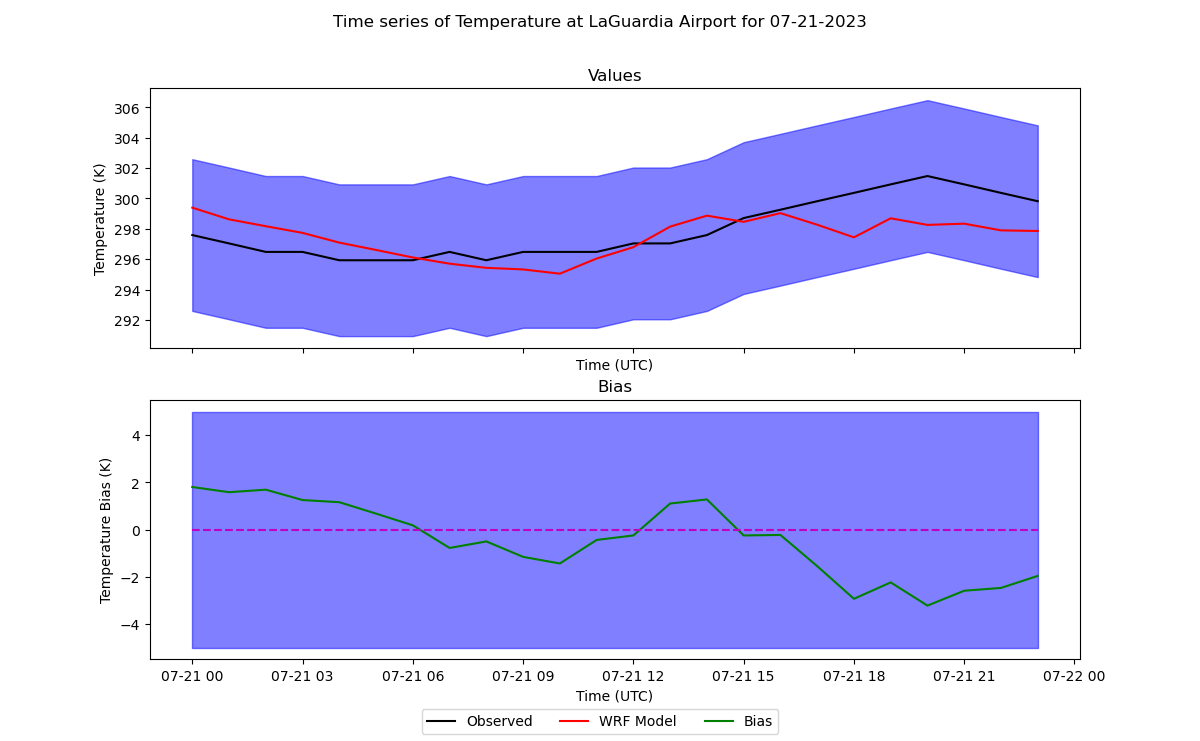 Time series of Temperature at LaGuardia Airport for 07-21-2023
Values
Temperature (K)
306
304
302
300
298
296
294
292
Time (UTC)
Bias
Temperature Bias (K)
4
2
0
−2
−4
07-21 00 07-21 03 07-21 06 07-21 09 07-21 12 07-21 15 07-21 18 07-21 21 07-22 00
Time (UTC)
Observed WRF Model Bias